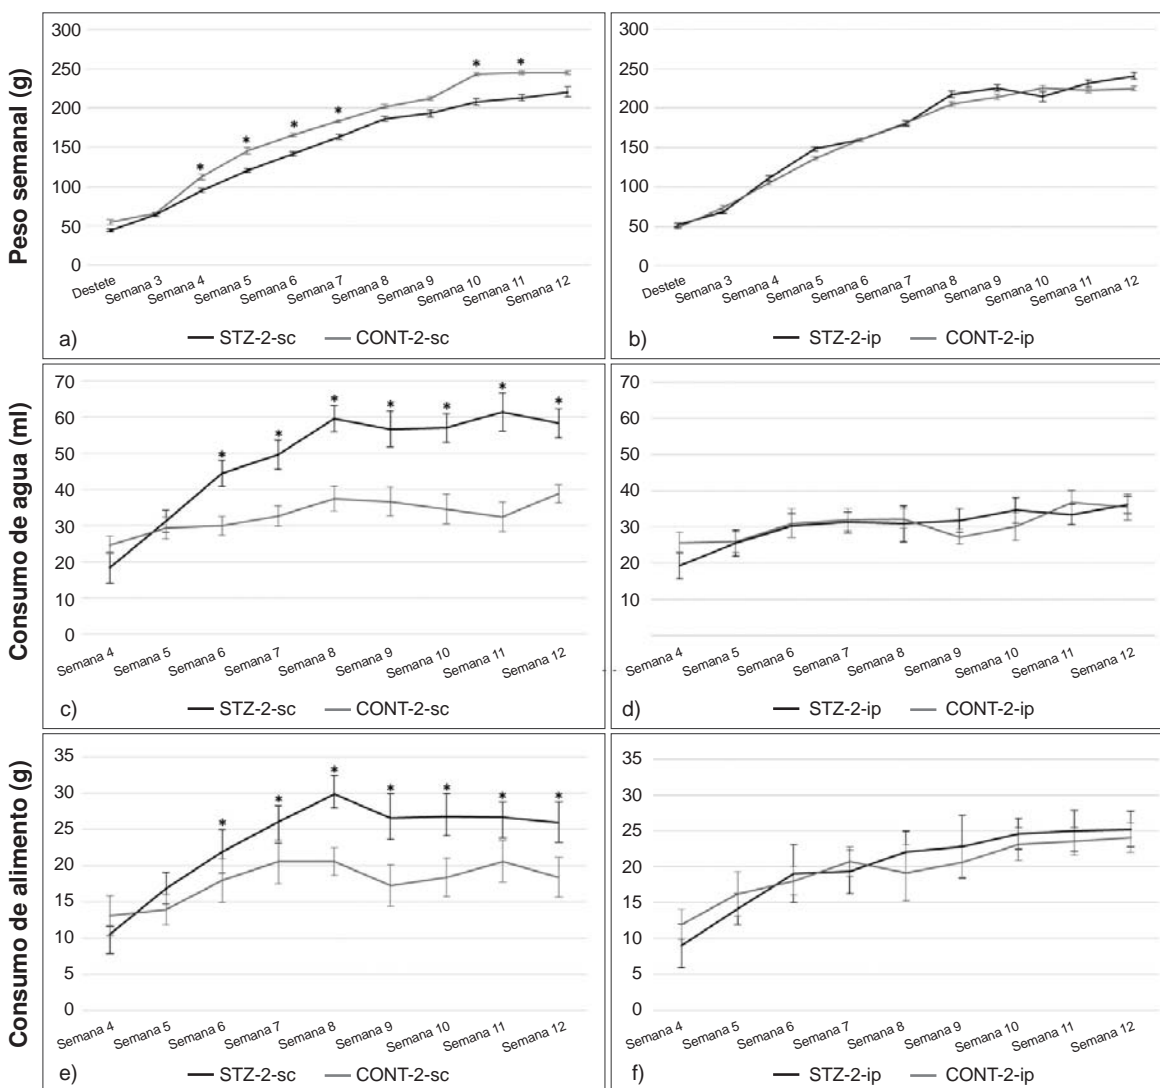 Peso semanal (g)
300
250
200
150
100
50
0
* * * * * *
Destete Semana 3 Semana 4 Semana 5 Semana 6 Semana 7 Semana 8 Semana 9 Semana 10 Semana 11 Semana 12
a) STZ-2-sc CONT-2-sc
300
250
200
150
100
50
0
Destete Semana 3 Semana 4 Semana 5 Semana 6 Semana 7 Semana 8 Semana 9 Semana 10 Semana 11 Semana 12
b) STZ-2-ip CONT-2-ip
Consumo de agua (ml)
70
60
50
40
30
20
10
0
* * * * * * *
Semana 4 Semana 5 Semana 6 Semana 7 Semana 8 Semana 9 Semana 10 Semana 11 Semana 12
c) STZ-2-sc CONT-2-sc
70
60
50
40
30
20
10
Semana 4 Semana 5 Semana 6 Semana 7 Semana 8 Semana 9 Semana 10 Semana 11 Semana 12
d) STZ-2-ip CONT-2-ip
Consumo de alimento (g)
35
30
25
20
15
10
5
0
* * * * * * *
Semana 4 Semana 5 Semana 6 Semana 7 Semana 8 Semana 9 Semana 10 Semana 11 Semana 12
e) STZ-2-sc CONT-2-sc
35
30
25
20
15
10
5
0
Semana 4 Semana 5 Semana 6 Semana 7 Semana 8 Semana 9 Semana 10 Semana 11 Semana 12
f) STZ-2-ip CONT-2-ip